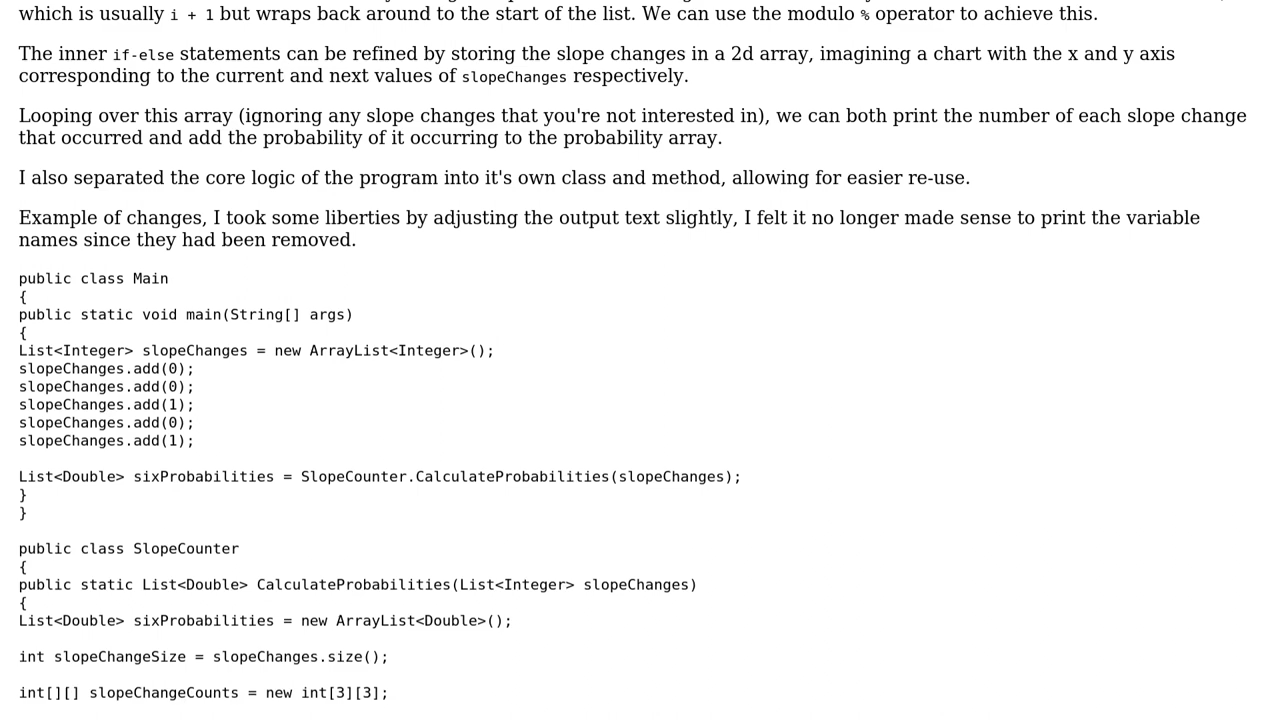 which is usually i + 1 but wraps back around to the start of the list. We can use the modulo % operator to achieve this.
The inner if-else statements can be refined by storing the slope changes in a 2d array, imagining a chart with the x and y axis
corresponding to the current and next values of slopeChanges respectively.
Looping over this array (ignoring any slope changes that you're not interested in), we can both print the number of each slope change
that occurred and add the probability of it occurring to the probability array.
I also separated the core logic of the program into it's own class and method, allowing for easier re-use.
Example of changes, I took some liberties by adjusting the output text slightly, I felt it no longer made sense to print the variable
names since they had been removed.
public class Main
{
public static void main(String[] args)
{
List<Integer> slopeChanges = new ArrayList<Integer>();
slopeChanges.add(0);
slopeChanges.add(0);
slopeChanges.add(1);
slopeChanges.add(0);
slopeChanges.add(1);
List<Double> sixProbabilities = SlopeCounter.CalculateProbabilities(slopeChanges);
}
}
public class SlopeCounter
{
public static List<Double> CalculateProbabilities(List<Integer> slopeChanges)
{
List<Double> sixProbabilities = new ArrayList<Double>();
int slopeChangeSize = slopeChanges.size();
int[][] slopeChangeCounts = new int[3][3];